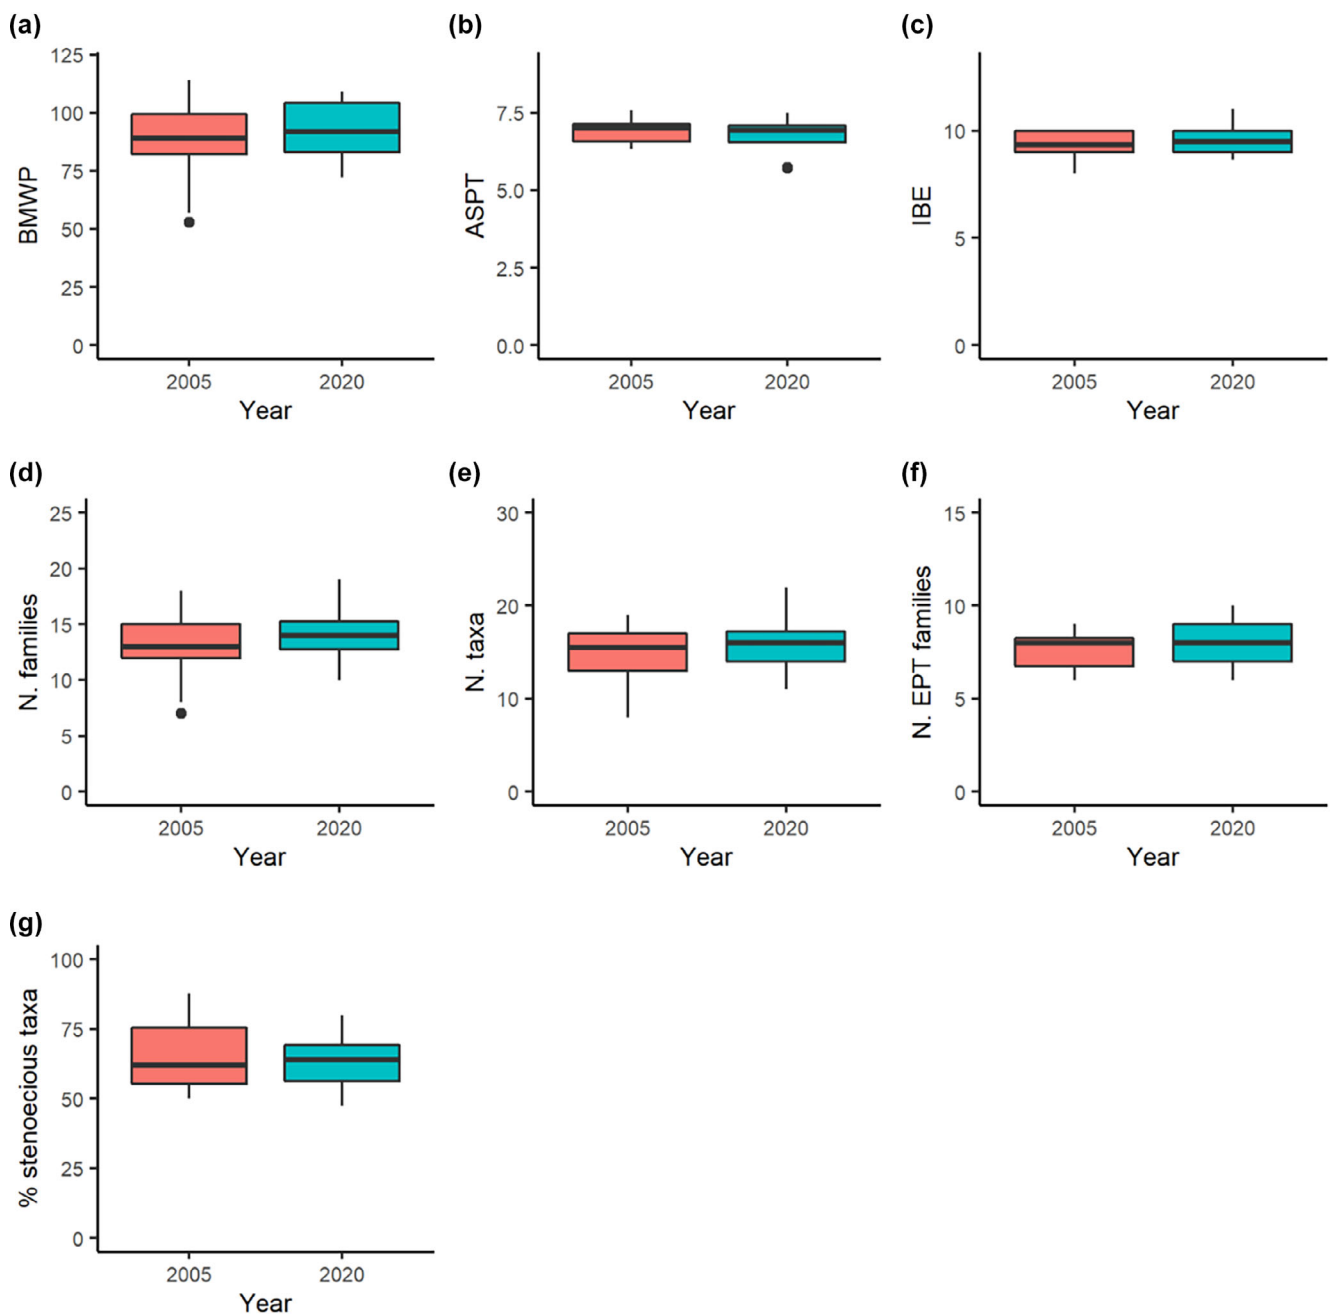 (a)
BMWP
125
100
75
50
25
0
2005 2020
Year
(b)
ASPT
7.5
5.0
2.5
0.0
2005 2020
Year
(c)
IBE
10
5
0
2005 2020
Year
(d)
N. families
25
20
15
10
5
0
2005 2020
Year
(e)
N. taxa
30
20
10
0
2005 2020
Year
(f)
N. EPT families
15
10
5
0
2005 2020
Year
(g)
% stenoecious taxa
100
75
50
25
0
2005 2020
Year